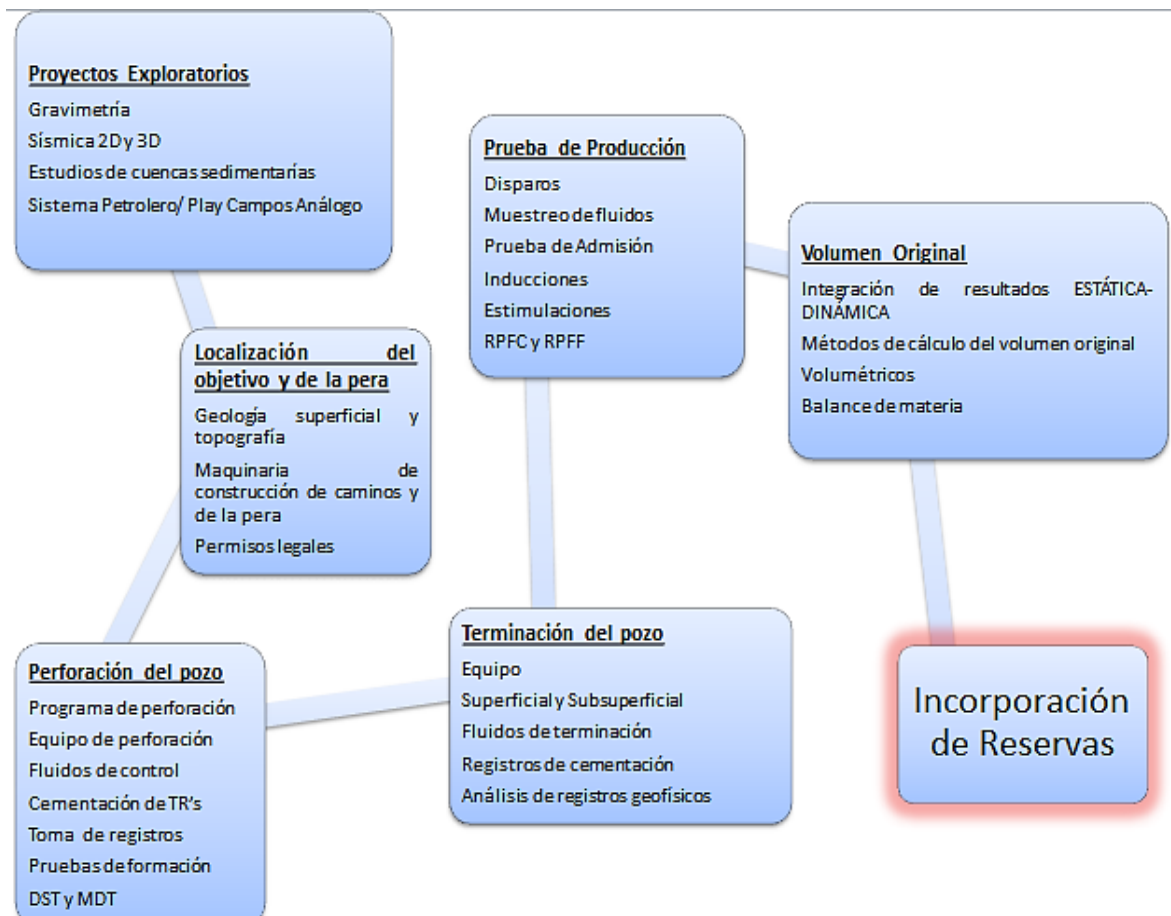 Proyectos Exploratorios
Gravimetría
Sísmica 2D y 3D
Estudios de cuencas sedimentarías
Sistema Petrolero/ Play Campos Análogo
Localización del
objetivo y de la pera
Geología superficial y
topografía
Maquinaria de
construcción de caminos y
de la pera
Permisos legales
Perforación del pozo
Programa de perforación
Equipo de perforación
Fluidos de control
Cementación de TR's
Toma de registros
Pruebas de formación
DST y MDT
Terminación del pozo
Equipo
Superficial y Subsuperficial
Fluidos de terminación
Registros de cementación
Análisis de registros geofísicos
Prueba de Producción
Disparos
Muestreo de fluidos
Prueba de Admisión
Inducciones
Estimulaciones
RPFC y RPFF
Volumen Original
Integración de resultados ESTÁTICA-
DINÁMICA
Métodos de cálculo del volumen original
Volumétricos
Balance de materia
Incorporación
de Reservas